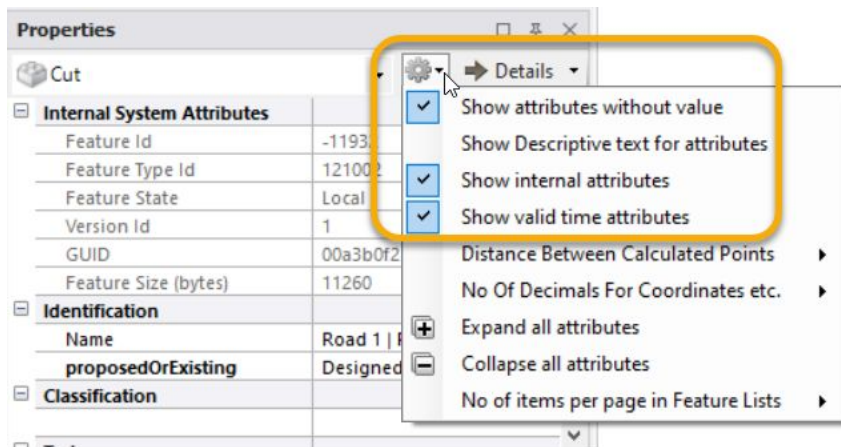 Properties
Cut
Details
Internal System Attributes
Feature Id -1193
Feature Type Id 121002
Feature State Local
Version Id 1
GUID 00a3b0f2
Feature Size (bytes) 11260
Identification
Name Road 1 |
proposedOrExisting Designed
Classification
Show attributes without value
Show Descriptive text for attributes
Show internal attributes
Show valid time attributes
Distance Between Calculated Points
No Of Decimals For Coordinates etc.
Expand all attributes
Collapse all attributes
No of items per page in Feature Lists